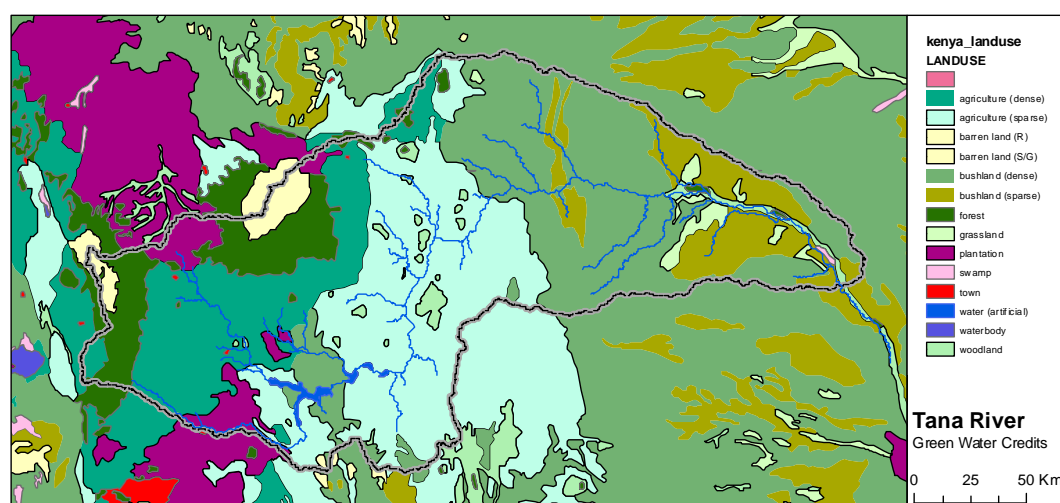 kenya_landuse
LANDUSE
agriculture (dense)
agriculture (sparse)
barren land (R)
barren land (S/G)
bushland (dense)
bushland (sparse)
forest
grassland
plantation
swamp
town
water (artificial)
waterbody
woodland
Tana River
Green Water Credits
0 25 50 Km